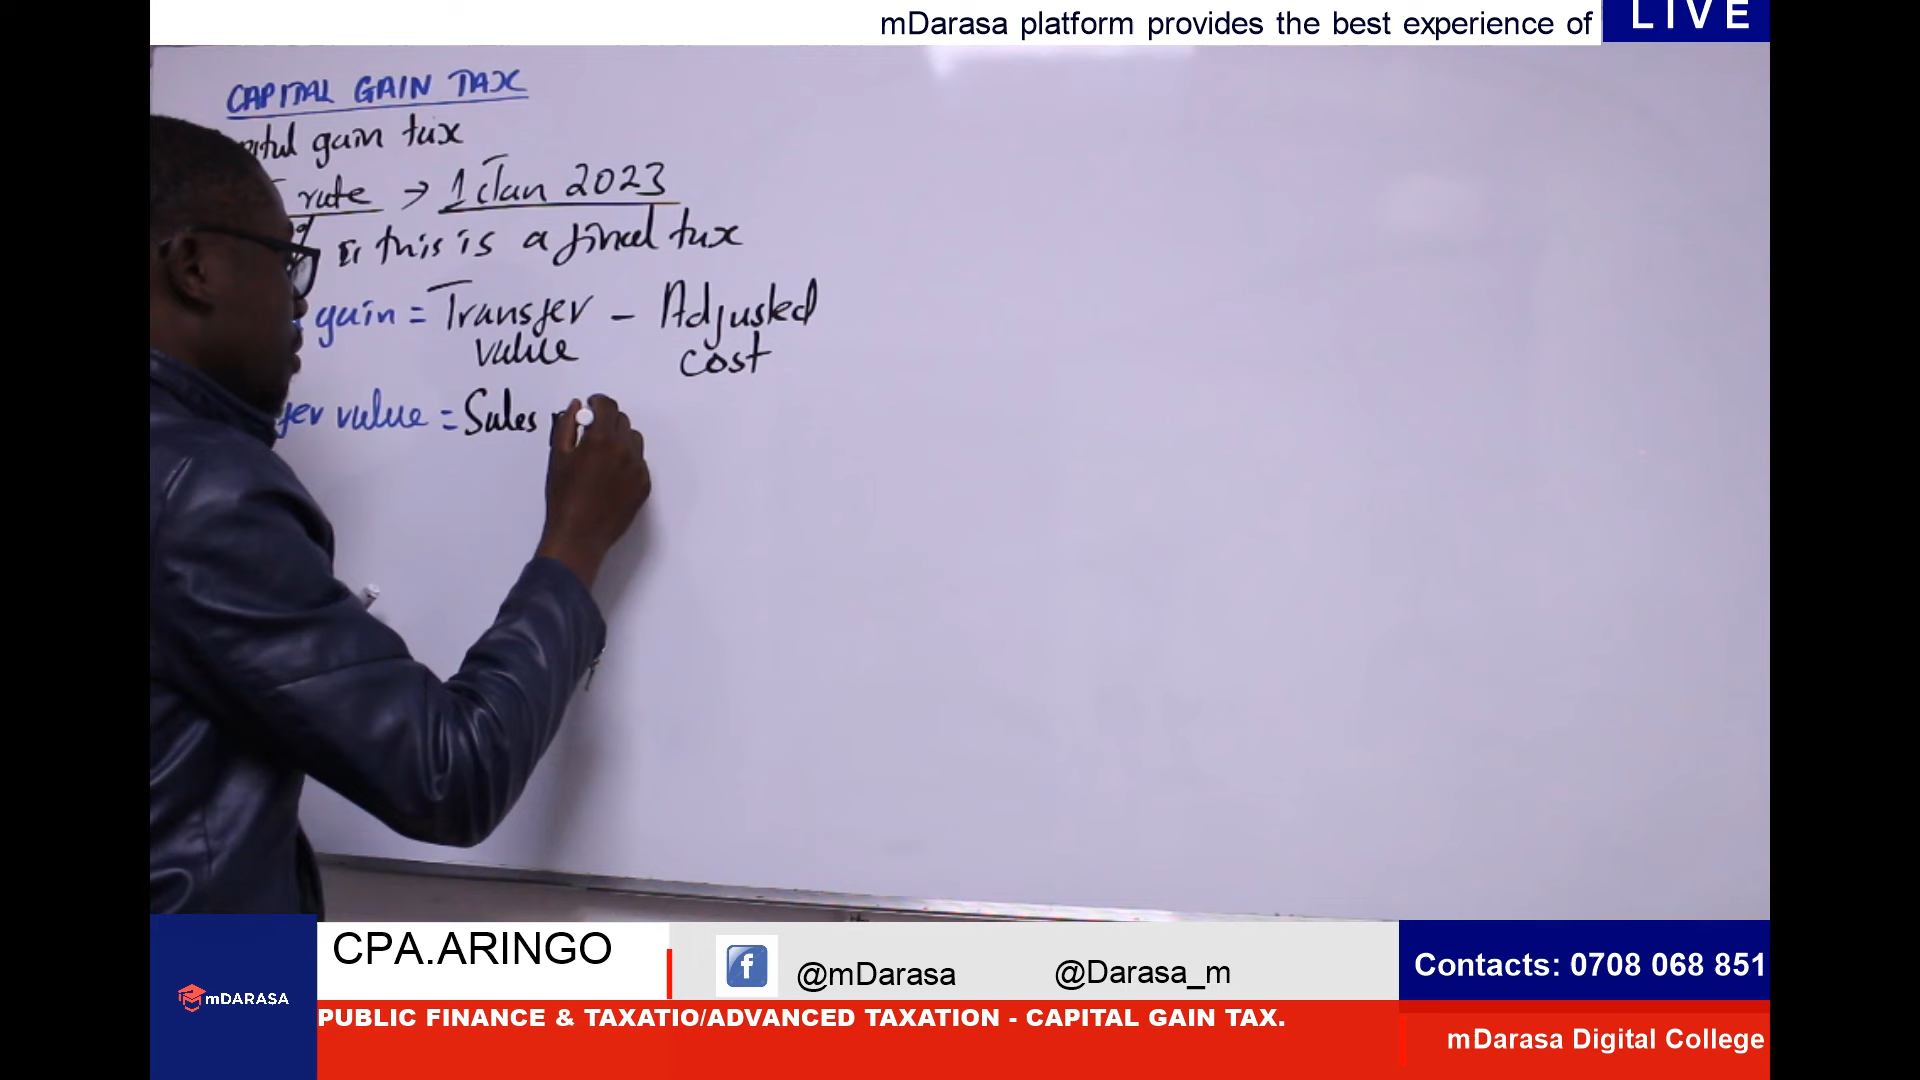 mDarasa platform provides the best experience of
LIVE
CAPITAL GAIN TAX
gain tax
rate → 1 Jan 2023
this is a final tax
gain = Transfer value – Adjusted cost
value = Sales
CPA.ARINGO
f
@mDarasa
@Darasa_m
Contacts: 0708 068 851
mDARASA
PUBLIC FINANCE & TAXATIO/ADVANCED TAXATION - CAPITAL GAIN TAX.
mDarasa Digital College